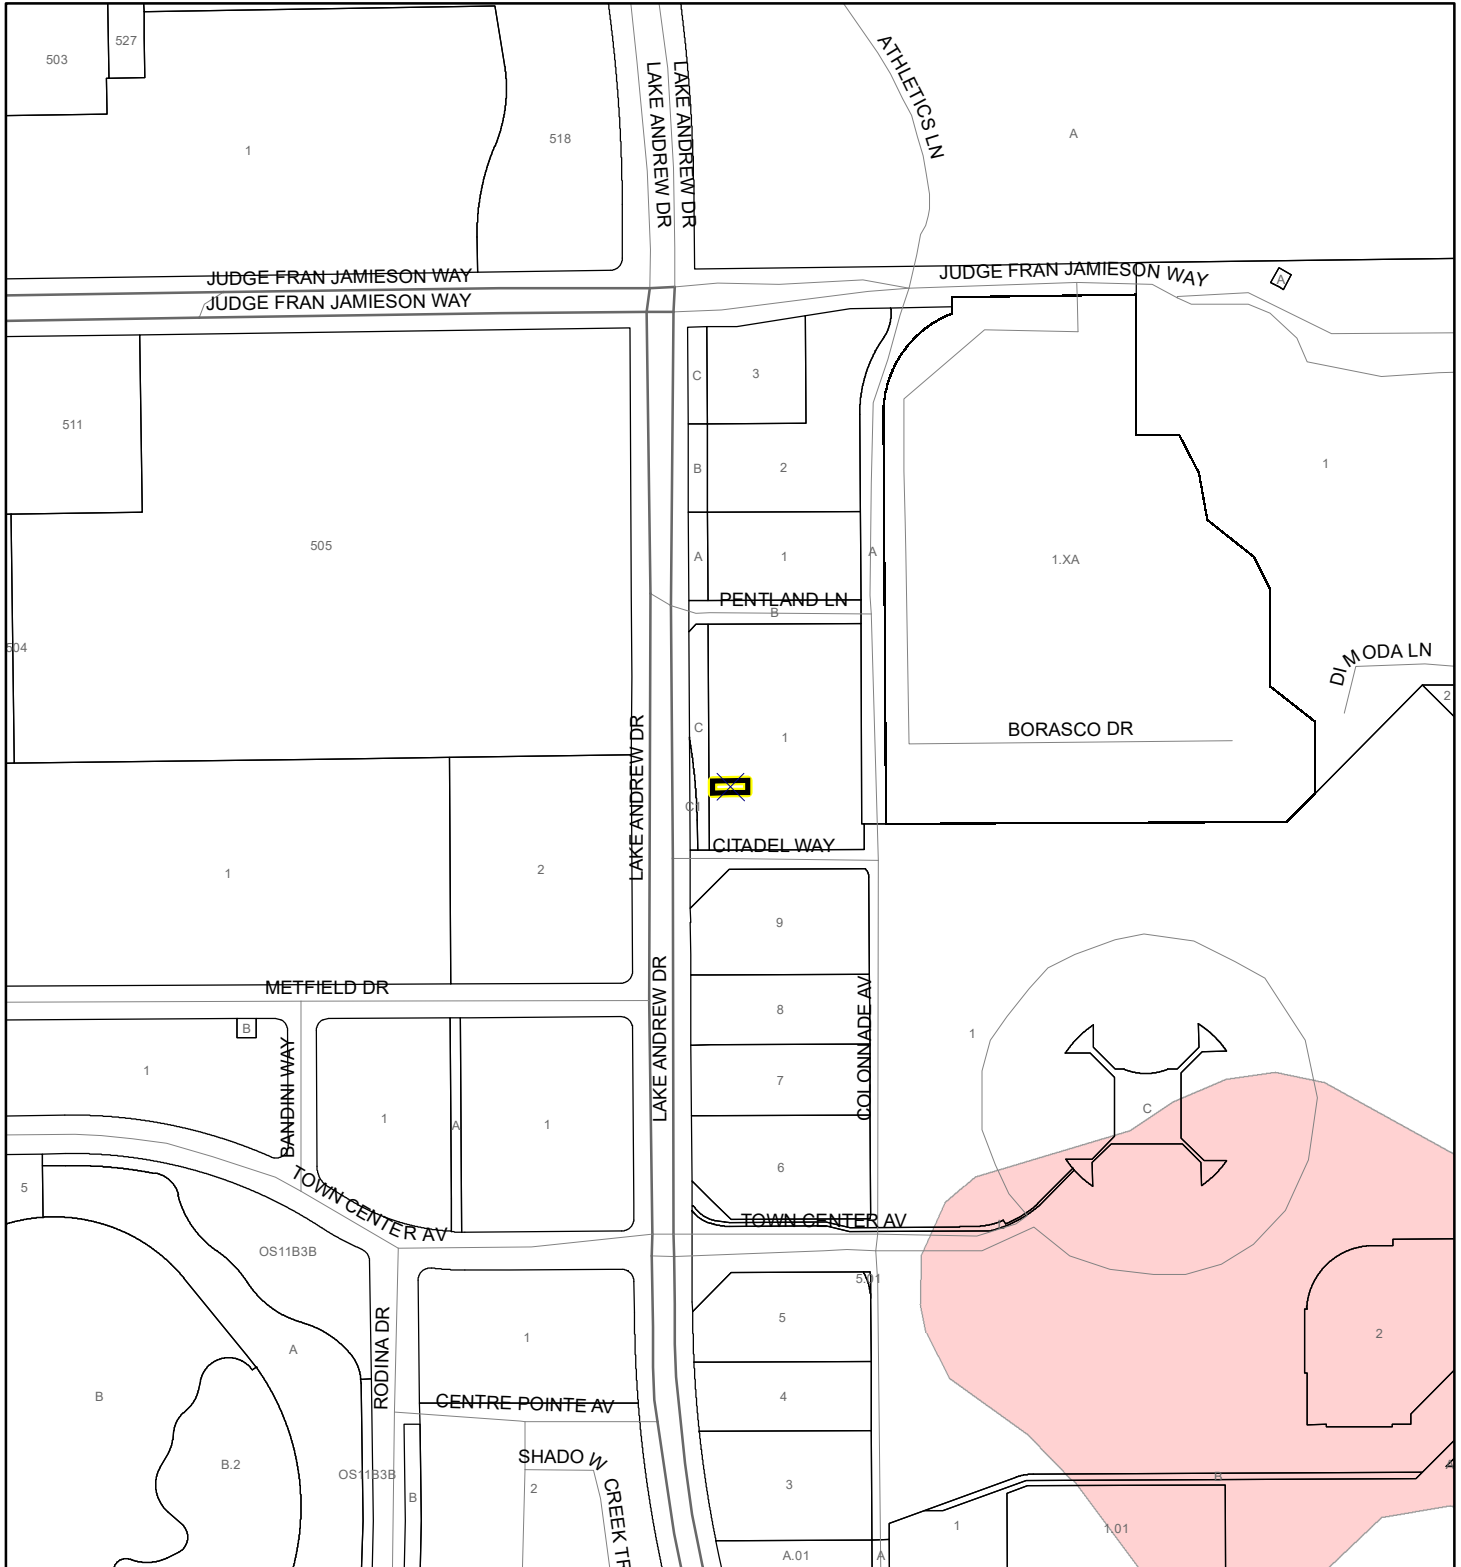 503
527
1
518
LAKE ANDREW DR
LAKE ANDREW DR
ATHLETICS LN
A
JUDGE FRAN JAMIESON WAY
JUDGE FRAN JAMIESON WAY
JUDGE FRAN JAMIESON WAY
A
511
505
504
C
3
B
2
A
1
A
1.XA
1
PENTLAND LN
B
DI MODA LN
2
C
1
BORASCO DR
C1
CITADEL WAY
LAKE ANDREW DR
1
2
9
METFIELD DR
LAKE ANDREW DR
8
COLONNADE AV
1
B
1
BANDINI WAY
1
A
1
7
C
6
5
TOWN CENTER AV
TOWN CENTER AV
OS11B3B
5.01
5
2
A
RODINA DR
1
B
CENTRE POINTE AV
4
B.2
OS11B3B
B
SHADOW CREEK TR
2
3
B
1
1.01
A.01
A